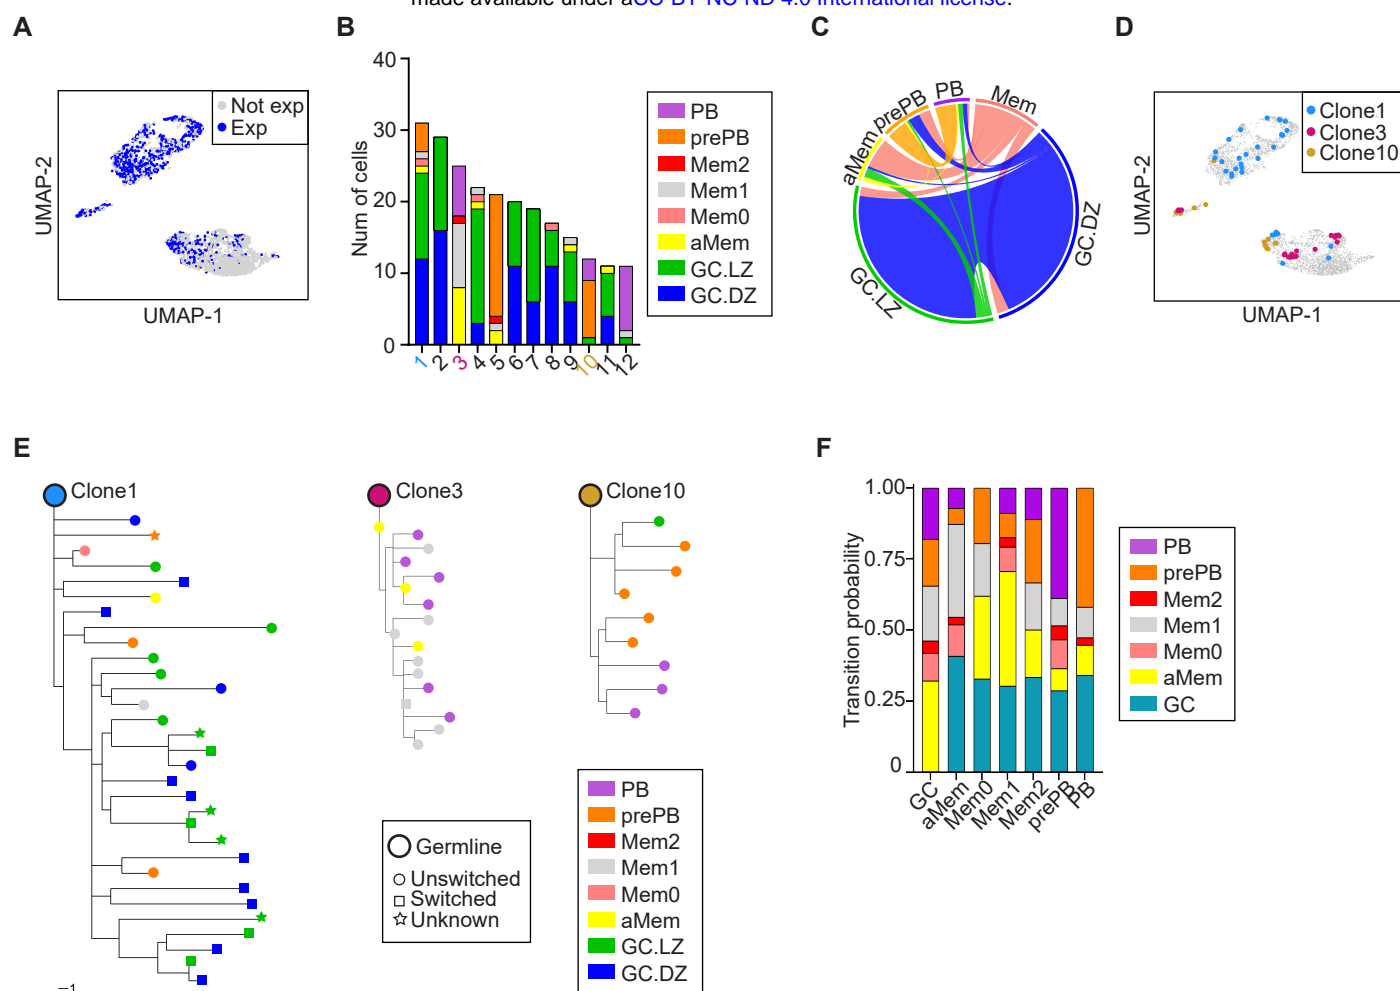 made available under aCC-BY-NC-ND 4.0 International license.
A
B
C
D
Not exp
Exp
UMAP-2
UMAP-1
Num of cells
40
30
20
10
0
1 2 3 4 5 6 7 8 9 10 11 12
PB
prePB
Mem2
Mem1
Mem0
aMem
GC.LZ
GC.DZ
aMem
prePB
PB
Mem
GC.DZ
GC.LZ
Clone1
Clone3
Clone10
UMAP-2
UMAP-1
E
Clone1
Clone3
Clone10
1
Germline
Unswitched
Switched
Unknown
PB
prePB
Mem2
Mem1
Mem0
aMem
GC.LZ
GC.DZ
F
Transition probability
1.00
0.75
0.50
0.25
0
GC
aMem
Mem0
Mem1
Mem2
prePB
PB
PB
prePB
Mem2
Mem1
Mem0
aMem
GC